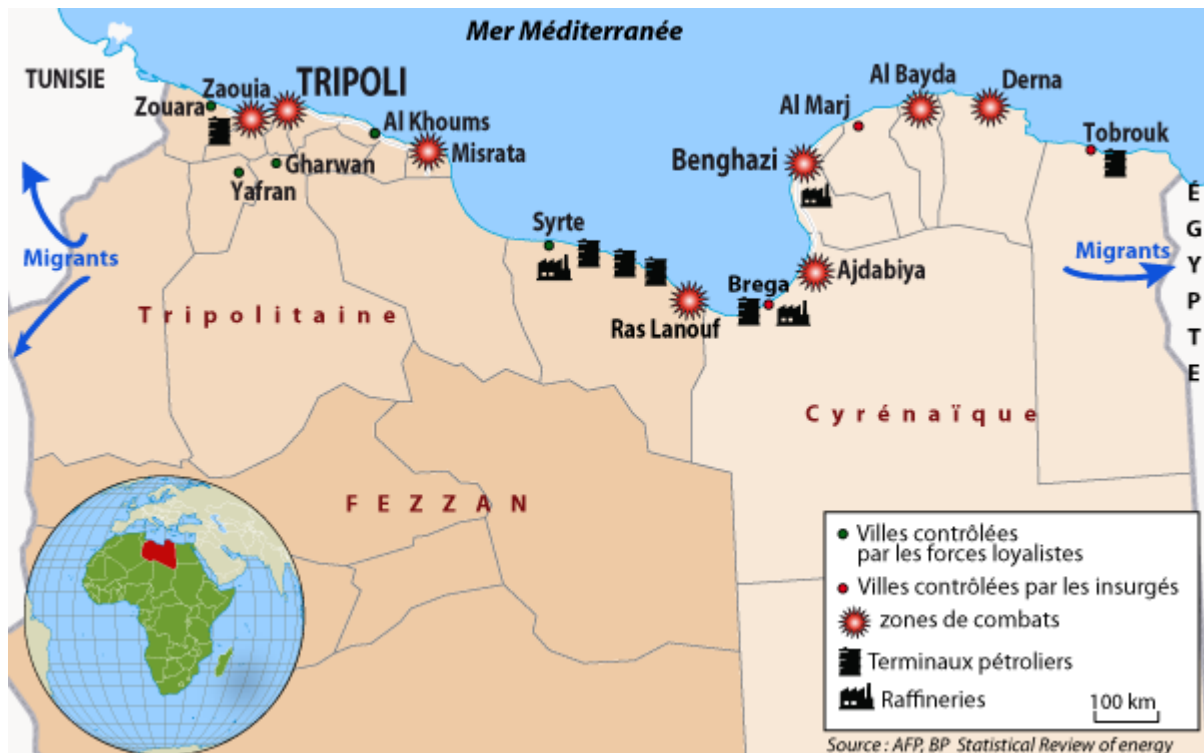 Mer Méditerranée
TUNISIE
Zouara
Zaouia
TRIPOLI
Al Khoums
Misrata
Gharwan
Yafran
Al Bayda
Derna
Al Marj
Benghazi
Tobrouk
Syrte
Ras Lanouf
Brega
Ajdabiya
Migrants
Migrants
ÉGYPTE
Tripolitaine
Cyrénaïque
FEZZAN
Villes contrôlées
par les forces loyalistes
Villes contrôlées par les insurgés
zones de combats
Terminaux pétroliers
Raffineries
100 km
Source : AFP, BP Statistical Review of energy